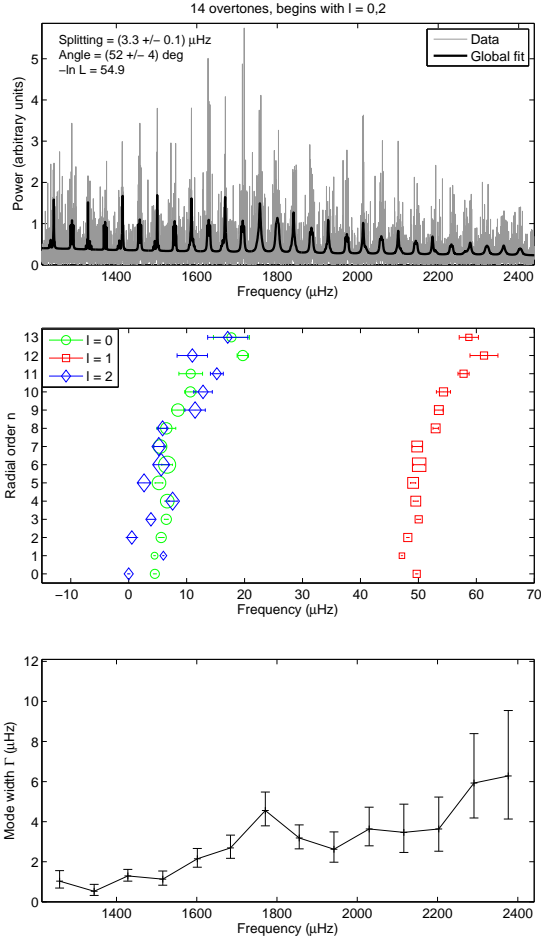 14 overtones, begins with l = 0,2
Splitting = (3.3 +/- 0.1) μHz
Angle = (52 +/- 4) deg
−ln L = 54.9
Data
Global fit
Power (arbitrary units)
5
4
3
2
1
0
1400 1600 1800 2000 2200 2400
Frequency (μHz)
l = 0
l = 1
l = 2
Radial order n
13
12
11
10
9
8
7
6
5
4
3
2
1
0
−10 0 10 20 30 40 50 60 70
Frequency (μHz)
Mode width Γ (μHz)
12
10
8
6
4
2
0
1400 1600 1800 2000 2200 2400
Frequency (μHz)